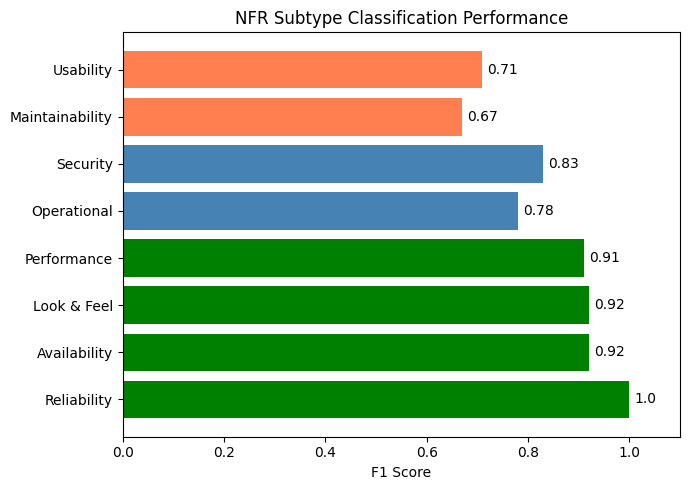 NFR Subtype Classification Performance
Usability
0.71
Maintainability
0.67
Security
0.83
Operational
0.78
Performance
0.91
Look & Feel
0.92
Availability
0.92
Reliability
1.0
0.0 0.2 0.4 0.6 0.8 1.0
F1 Score